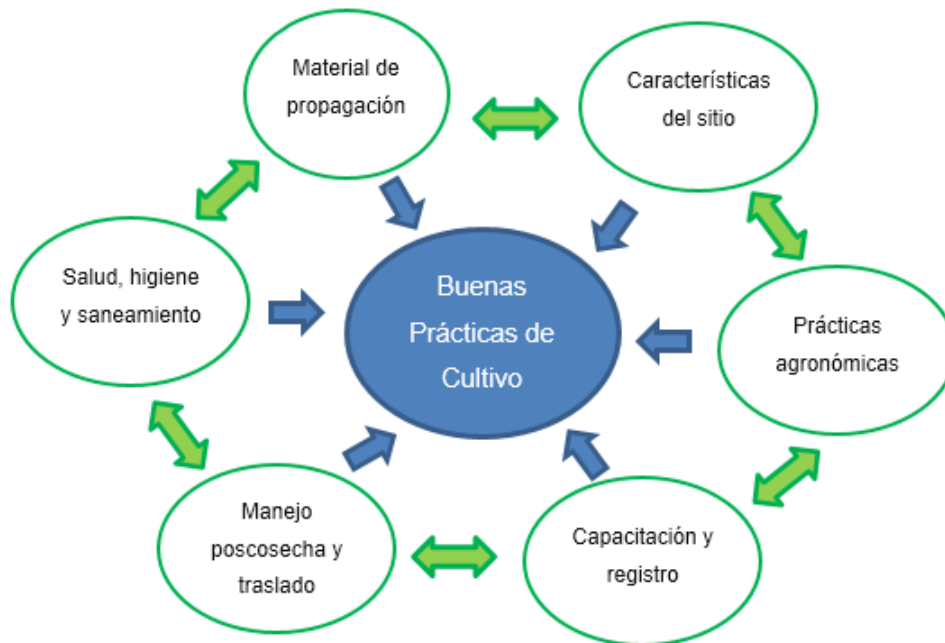 Material de
propagación
Características
del sitio
Salud, higiene
y saneamiento
Buenas
Prácticas de
Cultivo
Prácticas
agronómicas
Manejo
poscosecha y
traslado
Capacitación y
registro